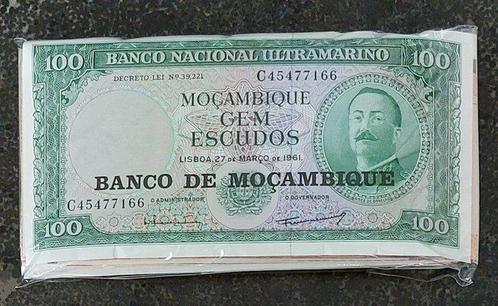 100 BANCO NACIONAL ULTRAMARINO 100
DECRETO LEI Nº 39,221 C45477166
MOÇAMBIQUE
CEM
ESCUDOS
LISBOA, 27 DE MARÇO DE 1961.
BANCO DE MOÇAMBIQUE
C45477166 O ADMINISTRADOR O GOVERNADOR
100 100